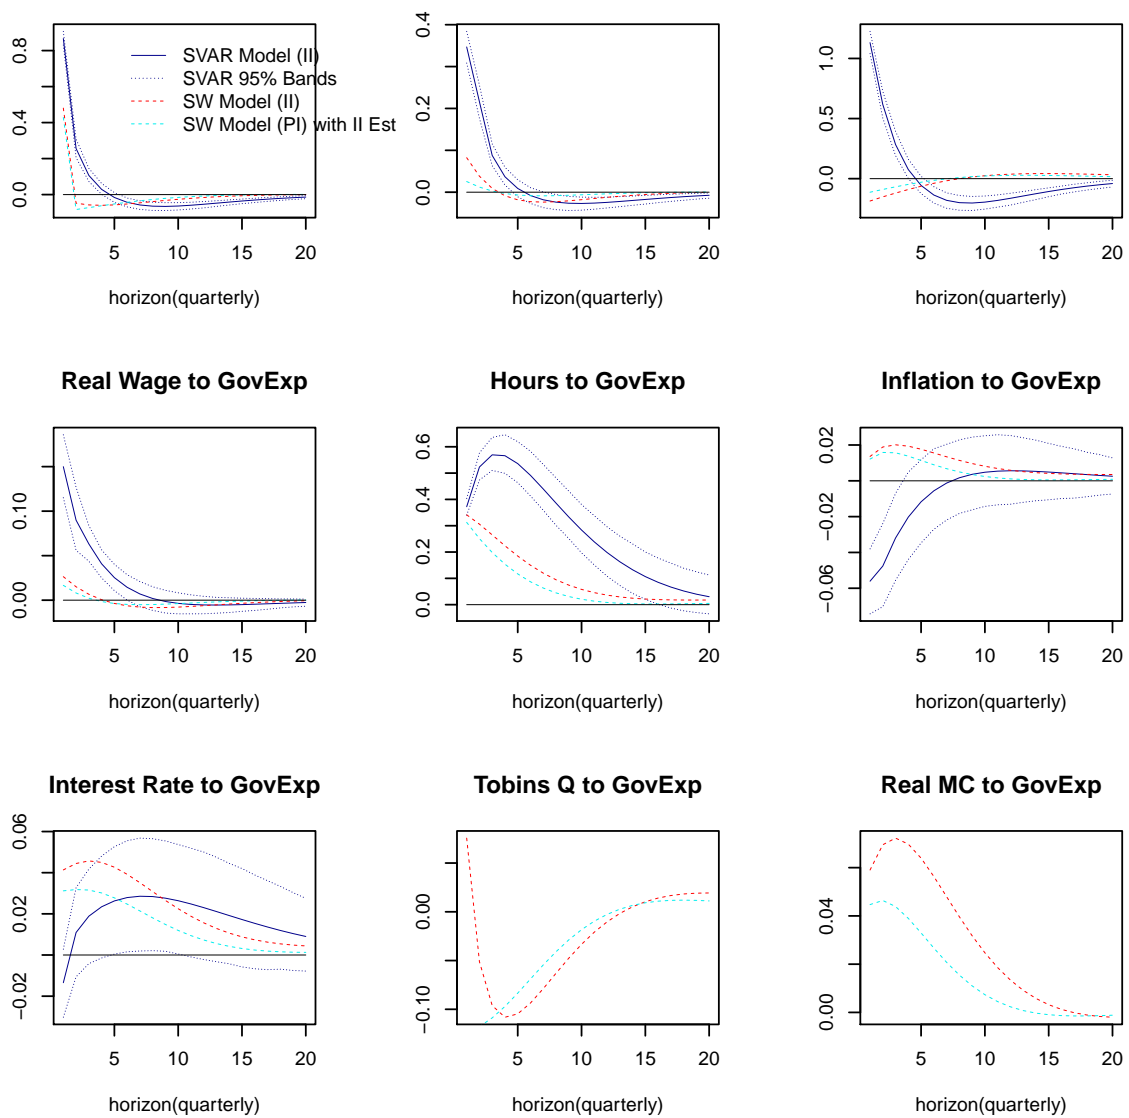 SVAR Model (II)
SVAR 95% Bands
SW Model (II)
SW Model (PI) with II Est
0.0 0.4 0.8
5 10 15 20
horizon(quarterly)
0.0 0.2 0.4
5 10 15 20
horizon(quarterly)
0.0 0.5 1.0
5 10 15 20
horizon(quarterly)
Real Wage to GovExp
0.00 0.10
5 10 15 20
horizon(quarterly)
Hours to GovExp
0.0 0.2 0.4 0.6
5 10 15 20
horizon(quarterly)
Inflation to GovExp
−0.06 −0.02 0.02
5 10 15 20
horizon(quarterly)
Interest Rate to GovExp
−0.02 0.02 0.06
5 10 15 20
horizon(quarterly)
Tobins Q to GovExp
−0.10 0.00
5 10 15 20
horizon(quarterly)
Real MC to GovExp
0.00 0.04
5 10 15 20
horizon(quarterly)